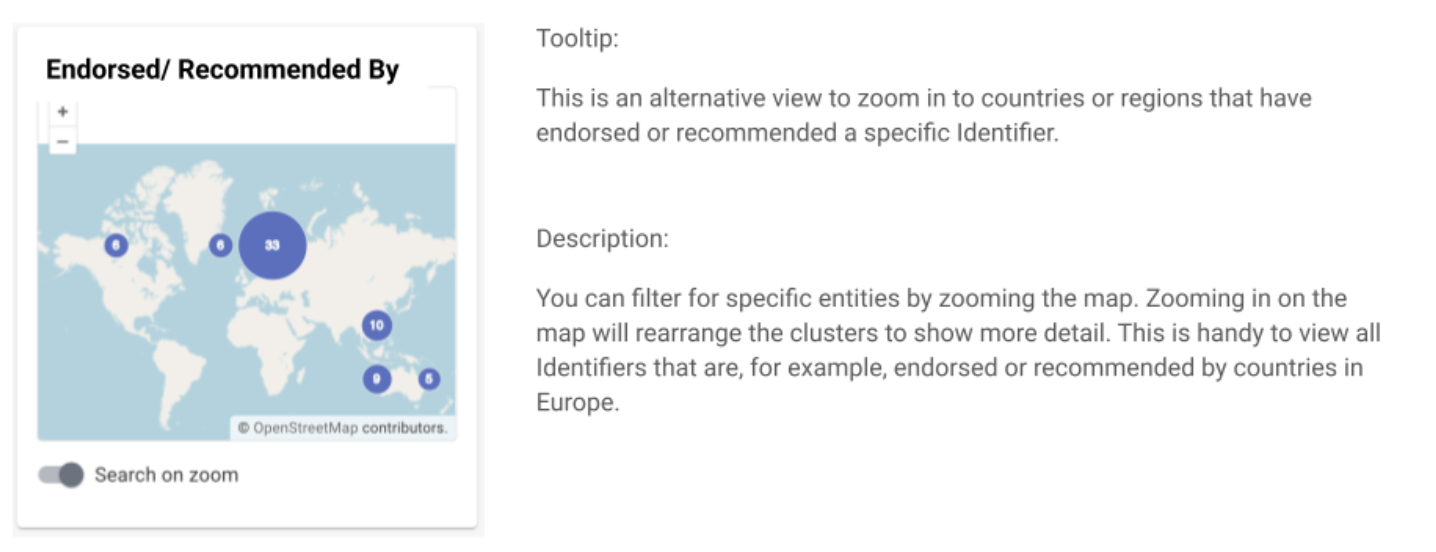 Endorsed/ Recommended By
+
−
6
6
33
10
9
5
© OpenStreetMap contributors.
Search on zoom
Tooltip:
This is an alternative view to zoom in to countries or regions that have
endorsed or recommended a specific Identifier.
Description:
You can filter for specific entities by zooming the map. Zooming in on the
map will rearrange the clusters to show more detail. This is handy to view all
Identifiers that are, for example, endorsed or recommended by countries in
Europe.